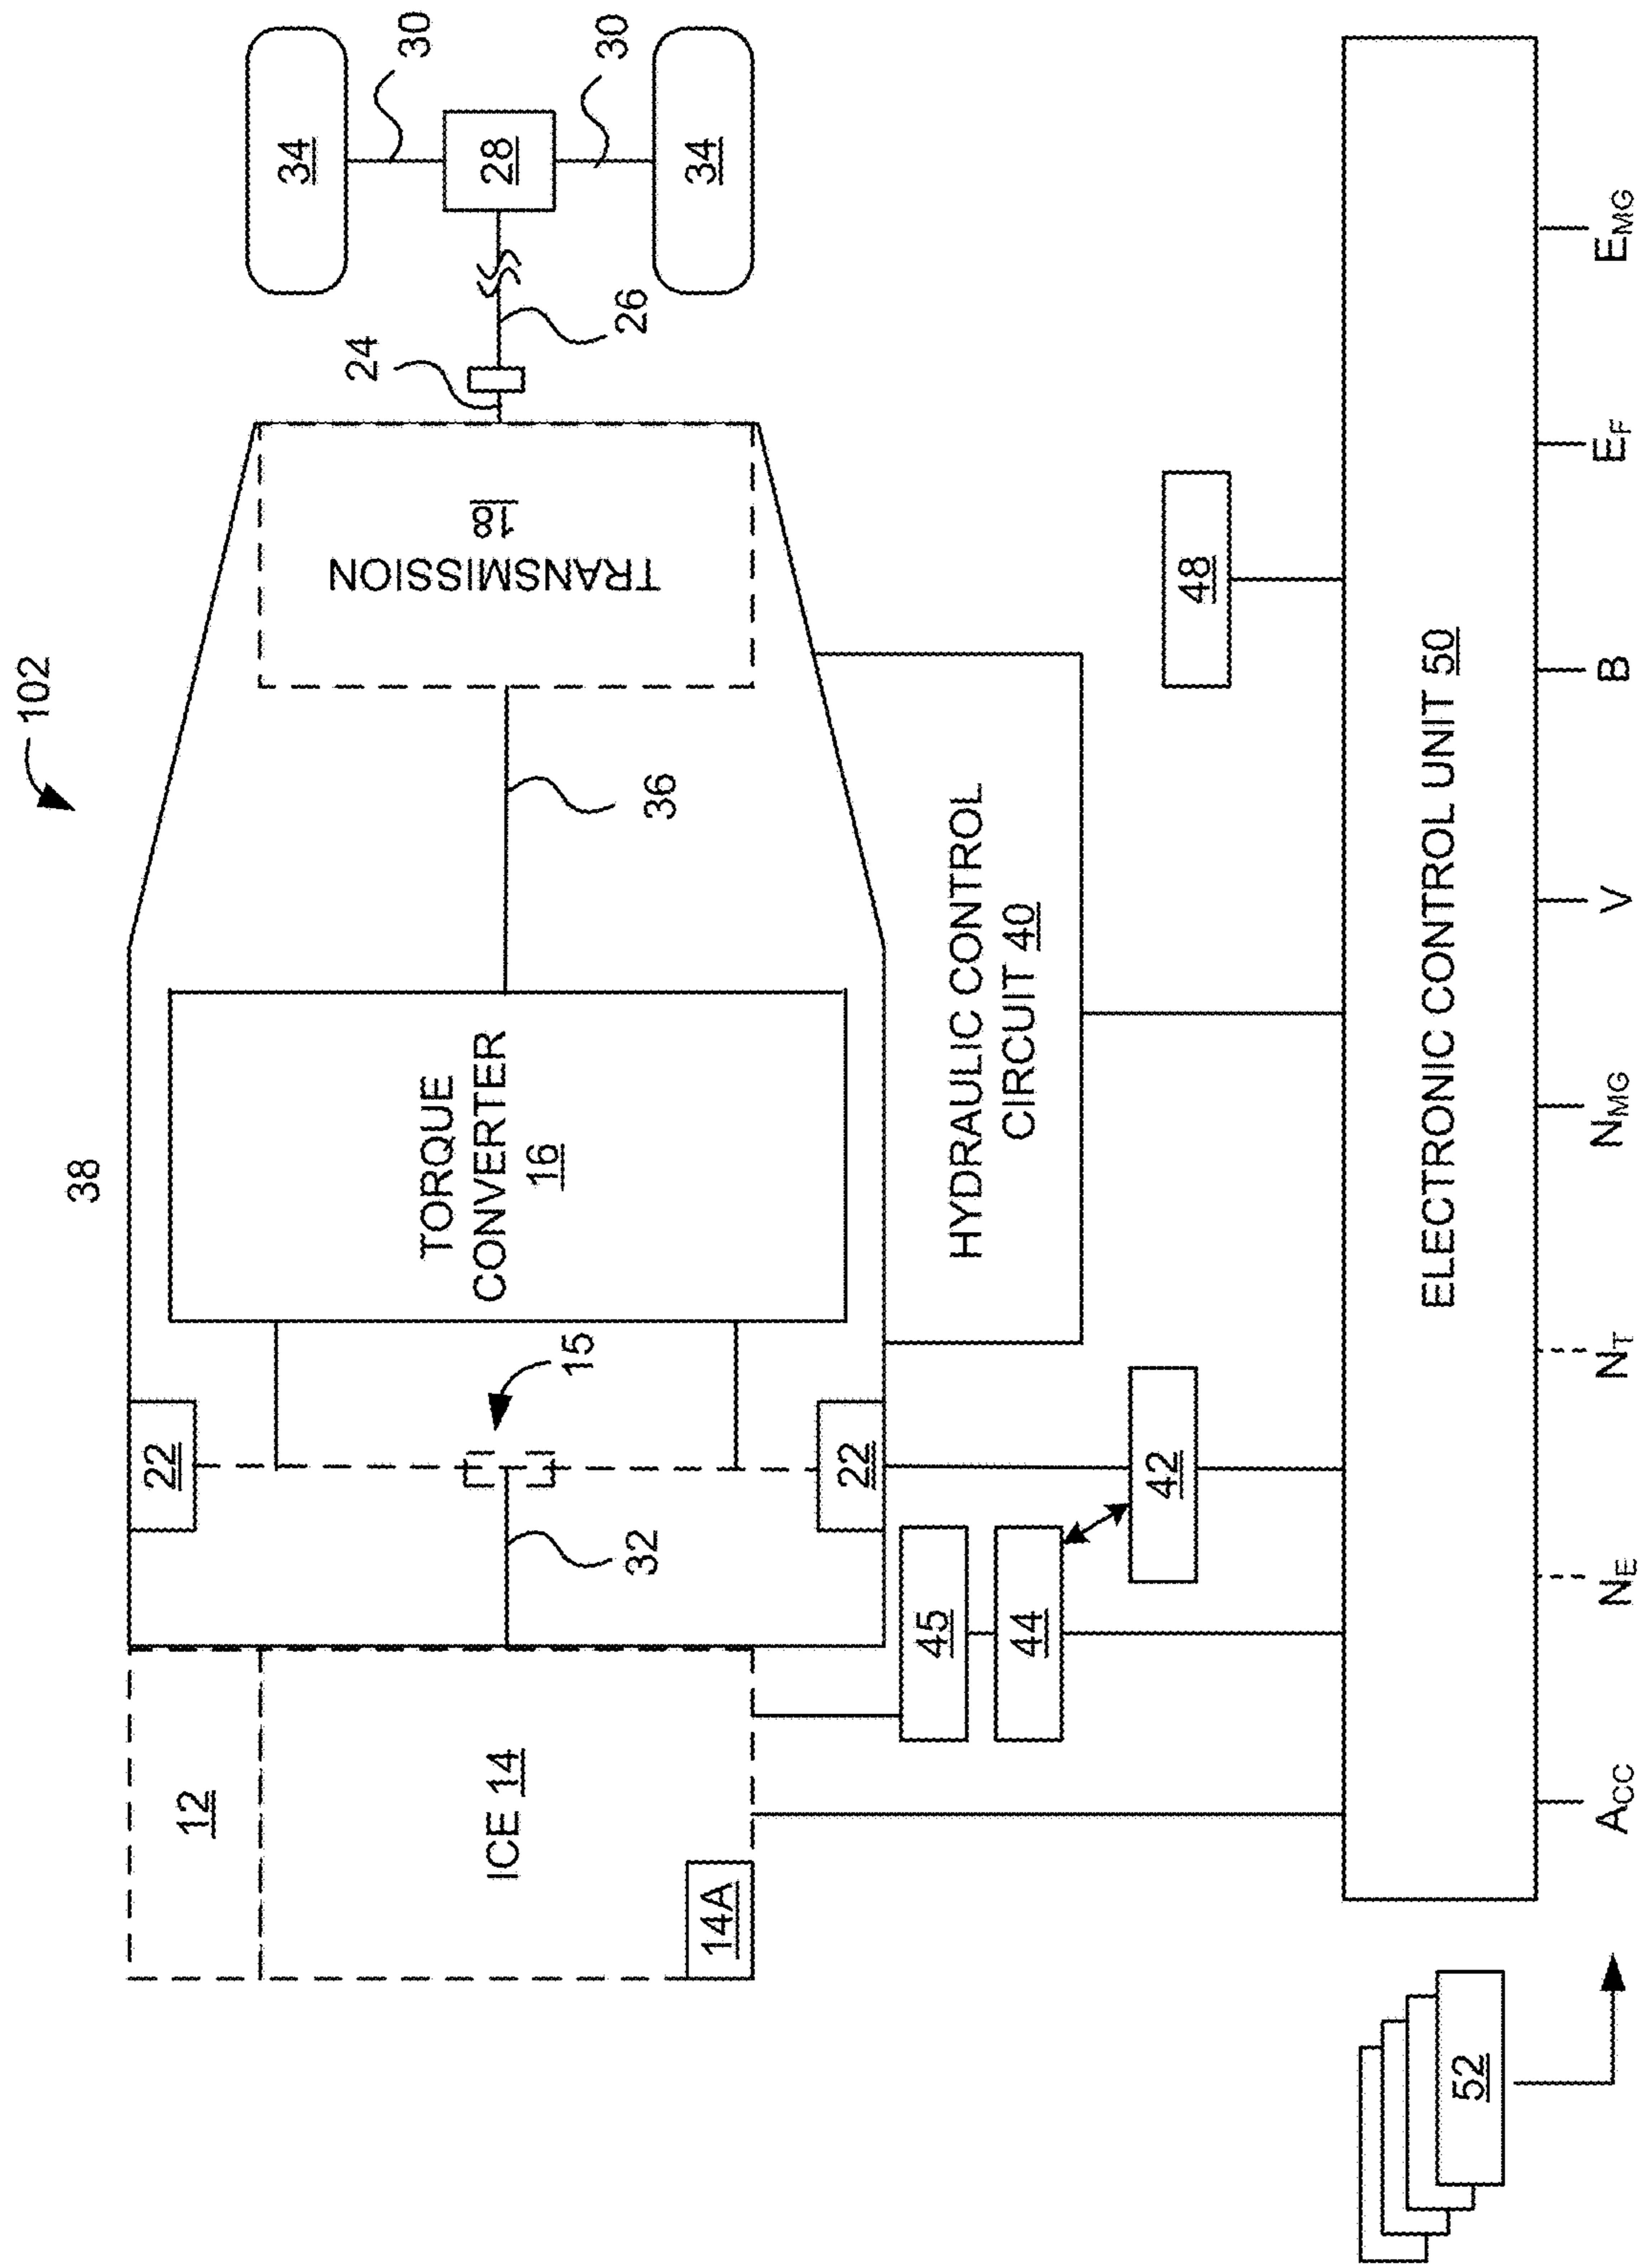 102
38
12
ICE 14
14A
22
22
15
32
TORQUE
CONVERTER
16
36
TRANSMISSION
18
24
26
28
30
30
34
34
HYDRAULIC CONTROL
CIRCUIT 40
45
44
42
48
ELECTRONIC CONTROL UNIT 50
52
ACC
NE
NT
NMG
V
B
EF
EMG